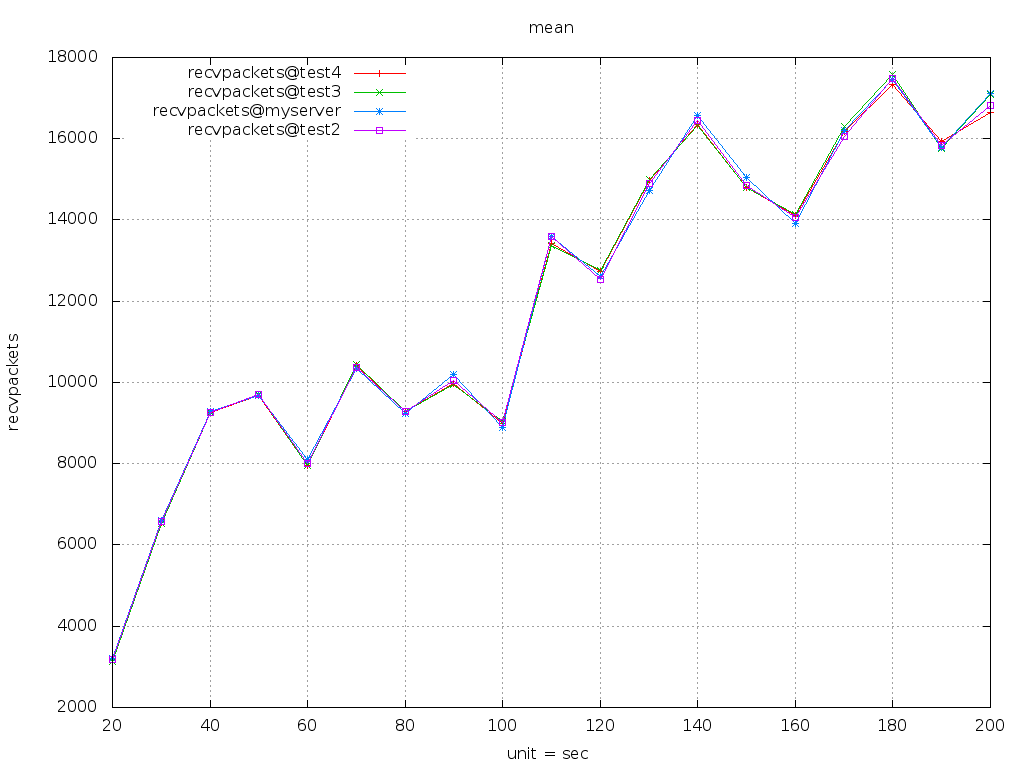 mean
18000
16000
14000
12000
10000
8000
6000
4000
2000
recvpackets@test4
recvpackets@test3
recvpackets@myserver
recvpackets@test2
recvpackets
20 40 60 80 100 120 140 160 180 200
unit = sec